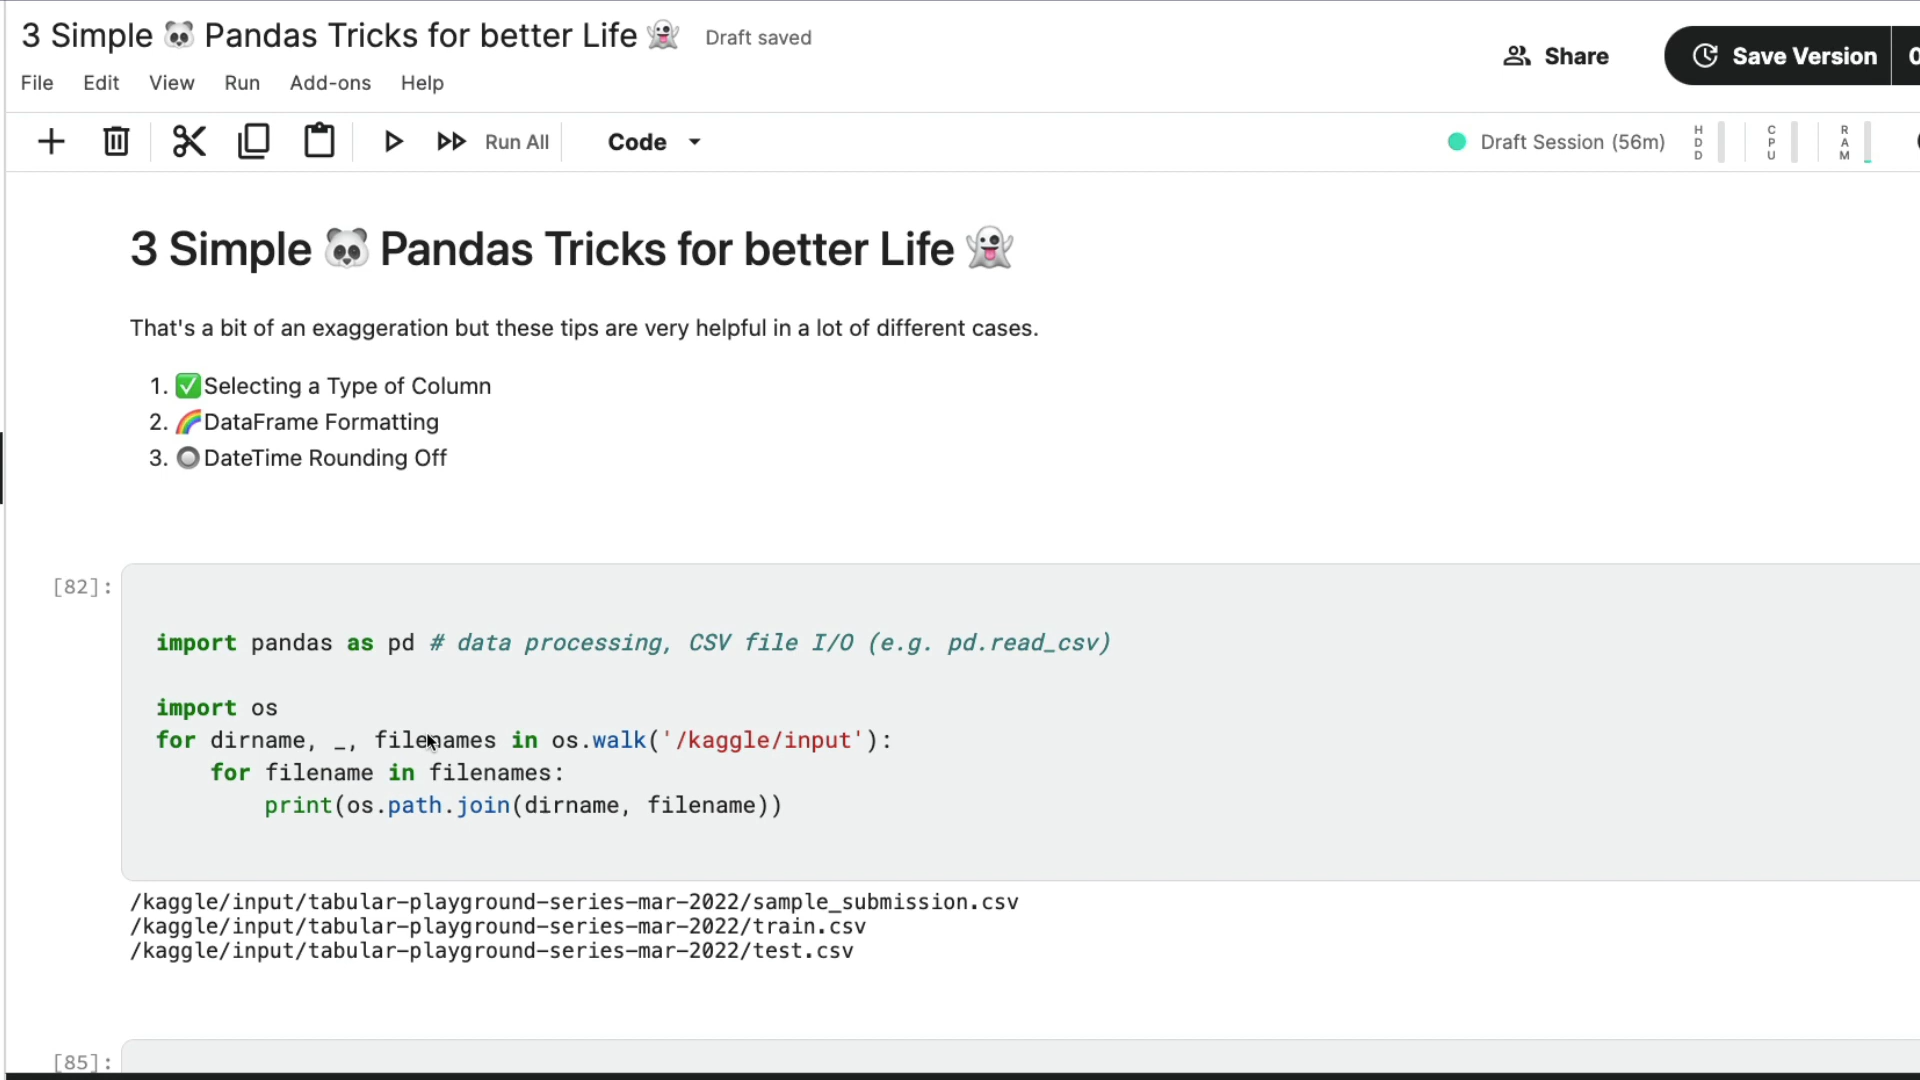 3 Simple 🐼 Pandas Tricks for better Life 👻 Draft saved
Share
Save Version
File Edit View Run Add-ons Help
Run All
Code
Draft Session (56m)
HDD
CPU
RAM
3 Simple 🐼 Pandas Tricks for better Life 👻
That's a bit of an exaggeration but these tips are very helpful in a lot of different cases.
1. ✅Selecting a Type of Column
2. 🌈DataFrame Formatting
3. 🔘DateTime Rounding Off
[82]:
import pandas as pd # data processing, CSV file I/O (e.g. pd.read_csv)
import os
for dirname, _, filenames in os.walk('/kaggle/input'):
    for filename in filenames:
        print(os.path.join(dirname, filename))
/kaggle/input/tabular-playground-series-mar-2022/sample_submission.csv
/kaggle/input/tabular-playground-series-mar-2022/train.csv
/kaggle/input/tabular-playground-series-mar-2022/test.csv
[85]: